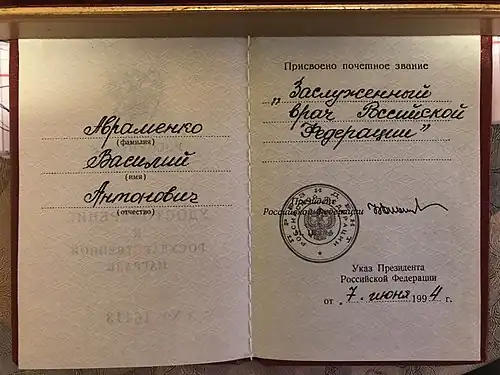 Авраменко
(фамилия)
Василий
(имя)
Антонович
(отчество)
Присвоено почетное звание
„Заслуженный
врач Российской
Федерации”
Президент
Российской Федерации
Указ Президента
Российской Федерации
от „ 7 „ июня 1994 г.